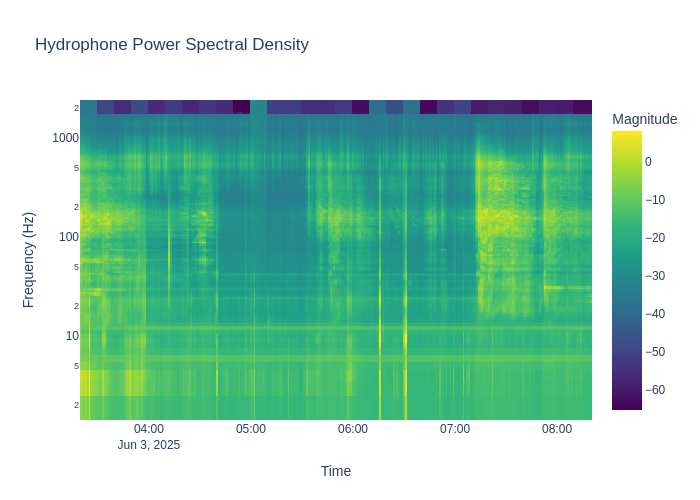 Hydrophone Power Spectral Density
Magnitude
0
−10
−20
−30
−40
−50
−60
Frequency (Hz)
2
1000
5
2
100
5
2
10
5
2
04:00 05:00 06:00 07:00 08:00
Jun 3, 2025
Time